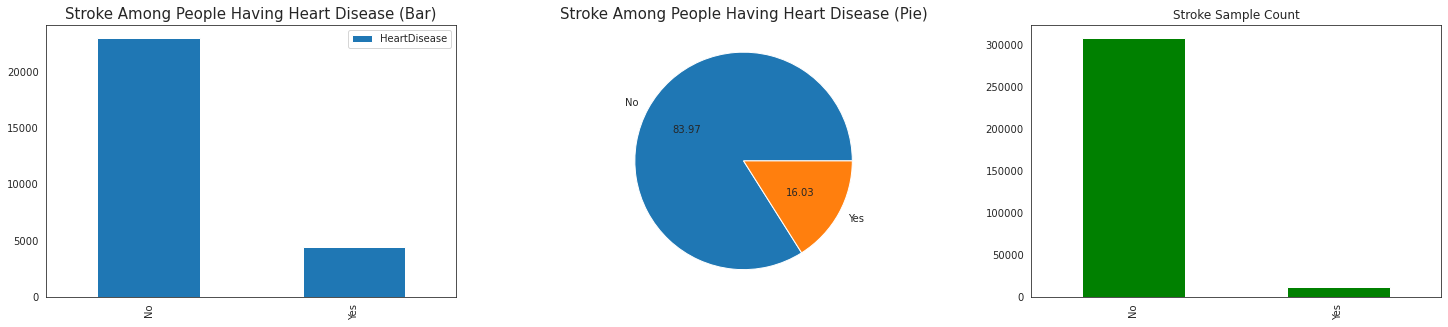 Stroke Among People Having Heart Disease (Bar)
HeartDisease
20000
15000
10000
5000
0
No
Yes
Stroke Among People Having Heart Disease (Pie)
No
83.97
16.03
Yes
Stroke Sample Count
300000
250000
200000
150000
100000
50000
0
No
Yes